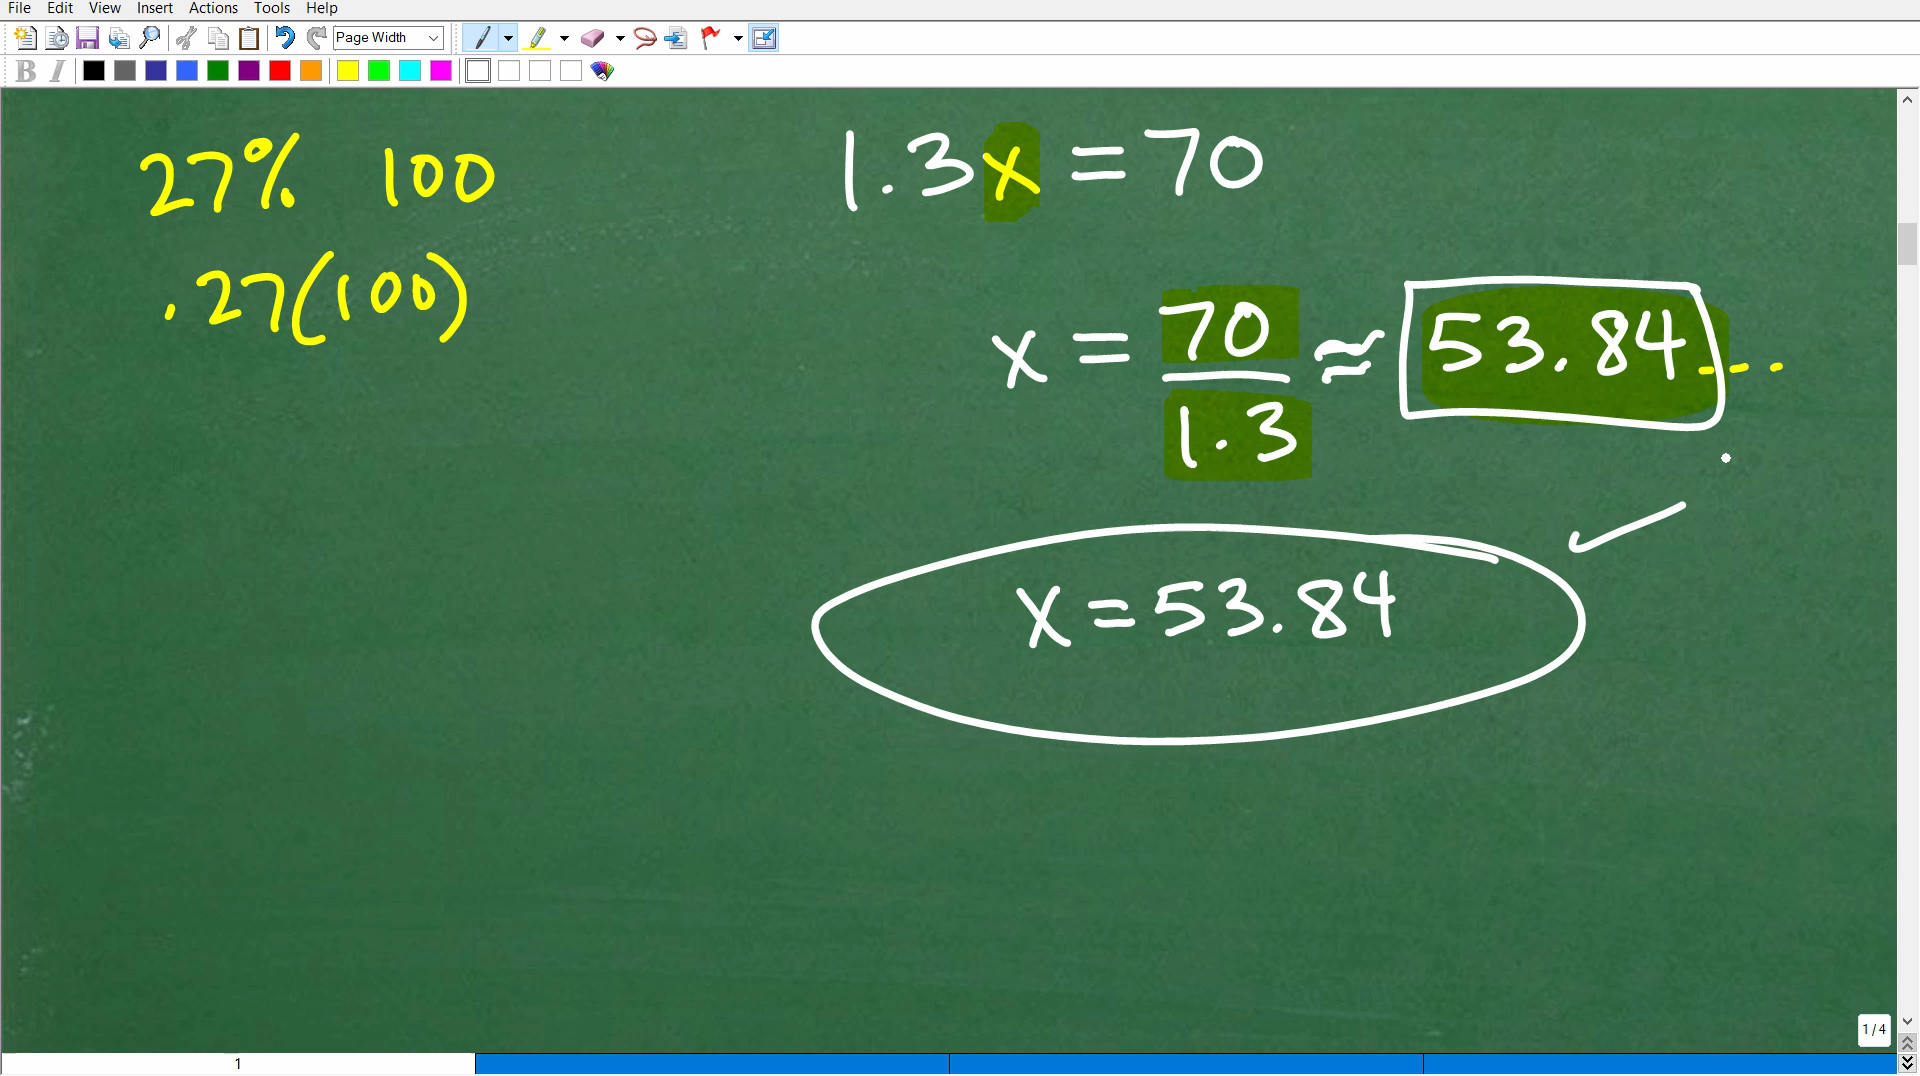 File Edit View Insert Actions Tools Help
Page Width
B I
27% 100
.27(100)
1.3x = 70
x = 70/1.3 ≈ 53.84...
x = 53.84
1 / 4
1